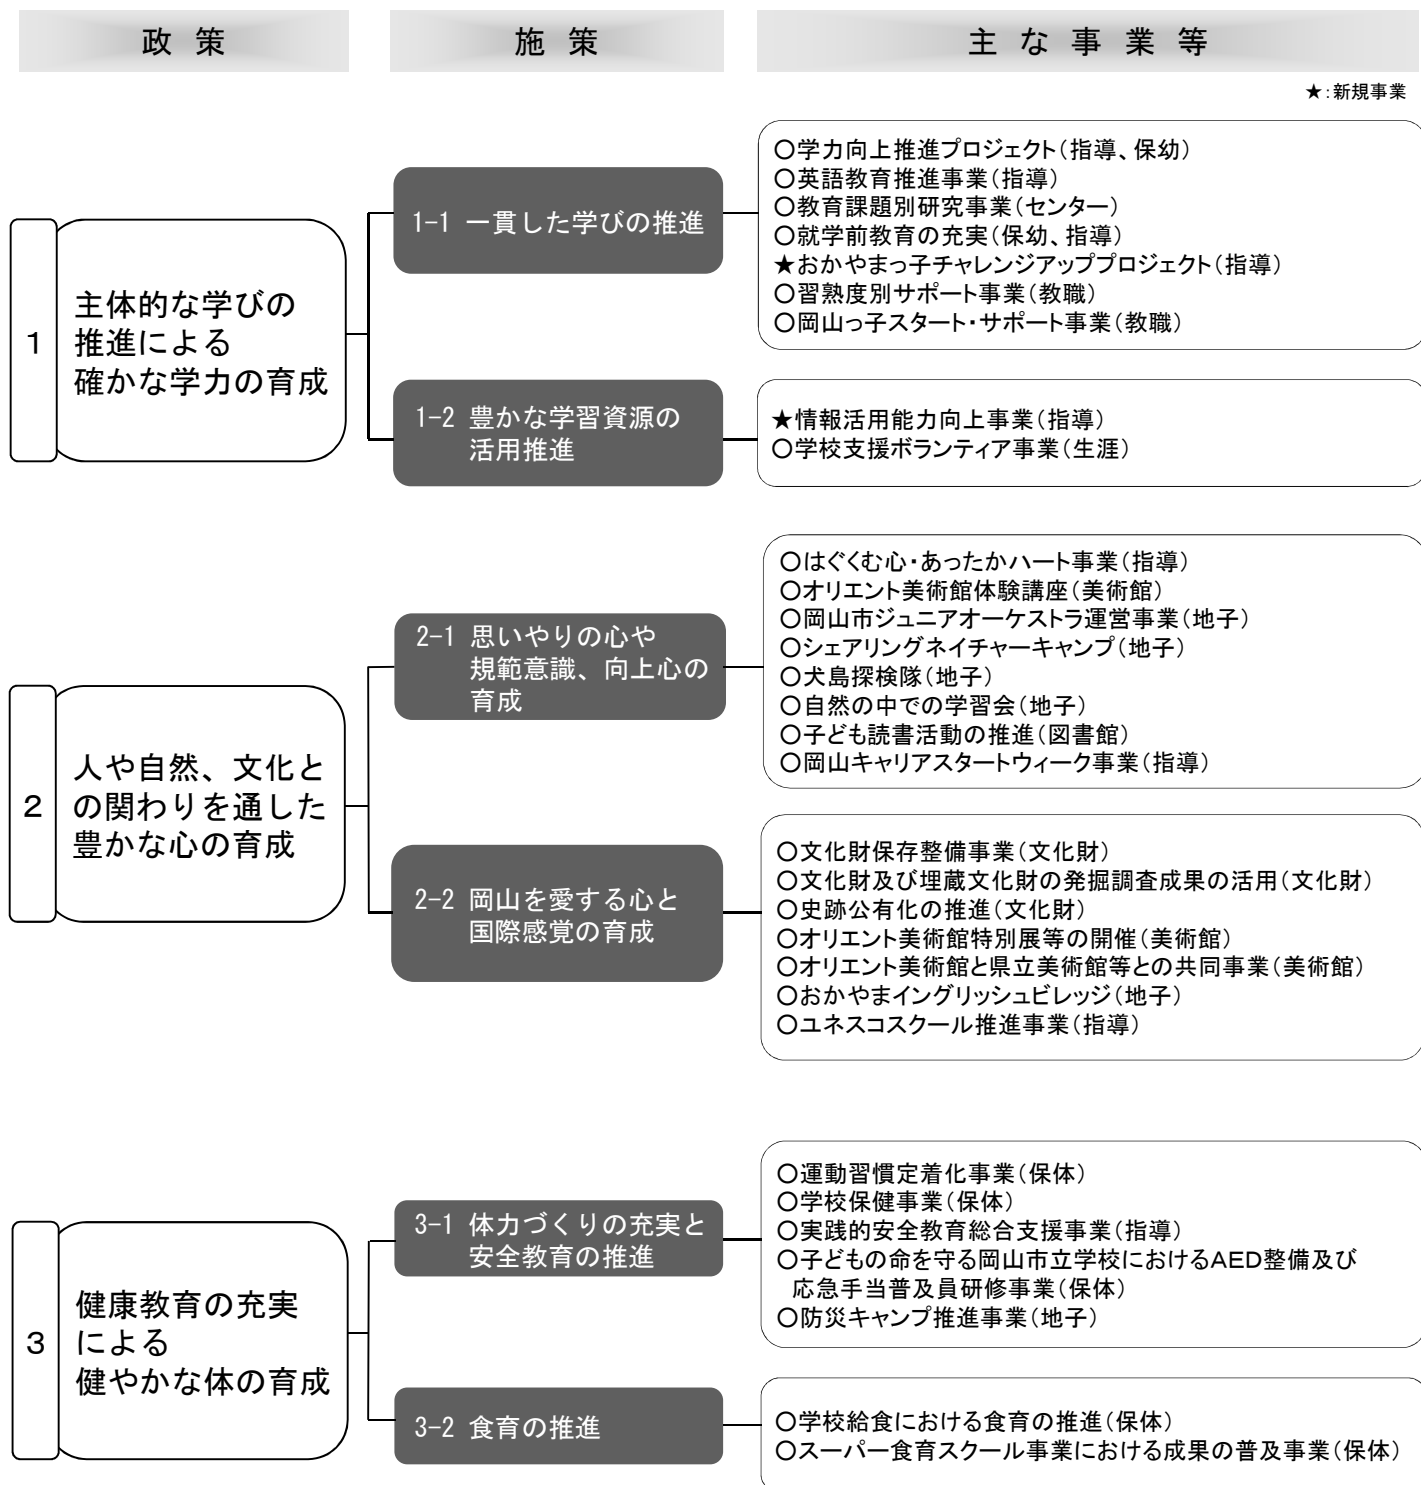 政策
施策
主な事業等
★：新規事業
1
主体的な学びの
推進による
確かな学力の育成
1-1 一貫した学びの推進
○学力向上推進プロジェクト（指導、保幼）
○英語教育推進事業（指導）
○教育課題別研究事業（センター）
○就学前教育の充実（保幼、指導）
★おかやまっ子チャレンジアッププロジェクト（指導）
○習熟度別サポート事業（教職）
○岡山っ子スタート・サポート事業（教職）
1-2 豊かな学習資源の
活用推進
★情報活用能力向上事業（指導）
○学校支援ボランティア事業（生涯）
2
人や自然、文化と
の関わりを通した
豊かな心の育成
2-1 思いやりの心や
規範意識、向上心の
育成
○はぐくむ心・あったかハート事業（指導）
○オリエント美術館体験講座（美術館）
○岡山市ジュニアオーケストラ運営事業（地子）
○シェアリングネイチャーキャンプ（地子）
○犬島探検隊（地子）
○自然の中での学習会（地子）
○子ども読書活動の推進（図書館）
○岡山キャリアスタートウィーク事業（指導）
2-2 岡山を愛する心と
国際感覚の育成
○文化財保存整備事業（文化財）
○文化財及び埋蔵文化財の発掘調査成果の活用（文化財）
○史跡公有化の推進（文化財）
○オリエント美術館特別展等の開催（美術館）
○オリエント美術館と県立美術館等との共同事業（美術館）
○おかやまイングリッシュビレッジ（地子）
○ユネスコスクール推進事業（指導）
3
健康教育の充実
による
健やかな体の育成
3-1 体力づくりの充実と
安全教育の推進
○運動習慣定着化事業（保体）
○学校保健事業（保体）
○実践的安全教育総合支援事業（指導）
○子どもの命を守る岡山市立学校におけるAED整備及び
応急手当普及員研修事業（保体）
○防災キャンプ推進事業（地子）
3-2 食育の推進
○学校給食における食育の推進（保体）
○スーパー食育スクール事業における成果の普及事業（保体）